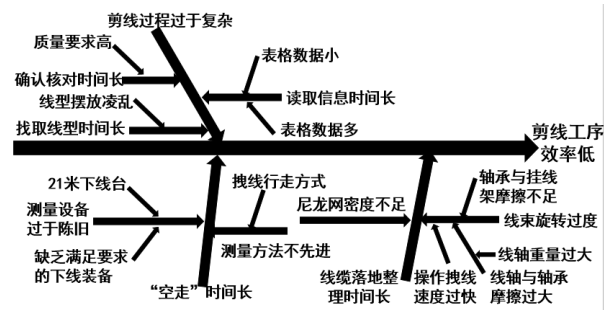 剪线过程过于复杂
质量要求高
表格数据小
确认核对时间长
读取信息时间长
线型摆放凌乱
找取线型时间长
表格数据多
剪线工序
效率低
21米下线台
拽线行走方式
轴承与挂线
架摩擦不足
测量设备
过于陈旧
尼龙网密度不足
线束旋转过度
测量方法不先进
缺乏满足要求
的下线装备
线轴重量过大
“空走”时间长
线缆落地整
理时间长
操作拽线
速度过快
线轴与轴承
摩擦过大